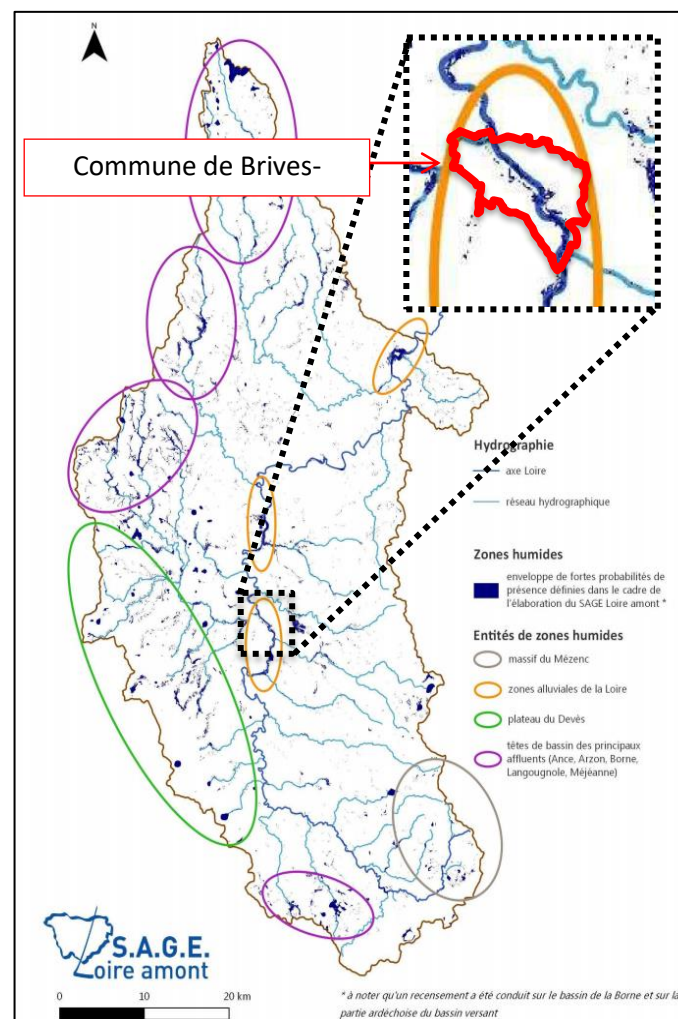 N
Commune de Brives-
Hydrographie
axe Loire
réseau hydrographique
Zones humides
enveloppe de fortes probabilités de
présence définies dans le cadre de
l'élaboration du SAGE Loire amont *
Entités de zones humides
massif du Mézenc
zones alluviales de la Loire
plateau du Devès
têtes de bassin des principaux
affluents (Ance, Arzon, Borne,
Langougnole, Méjéanne)
S.A.G.E.
Loire amont
0 10 20 km
* à noter qu'un recensement a été conduit sur le bassin de la Borne et sur la
partie ardéchoise du bassin versant